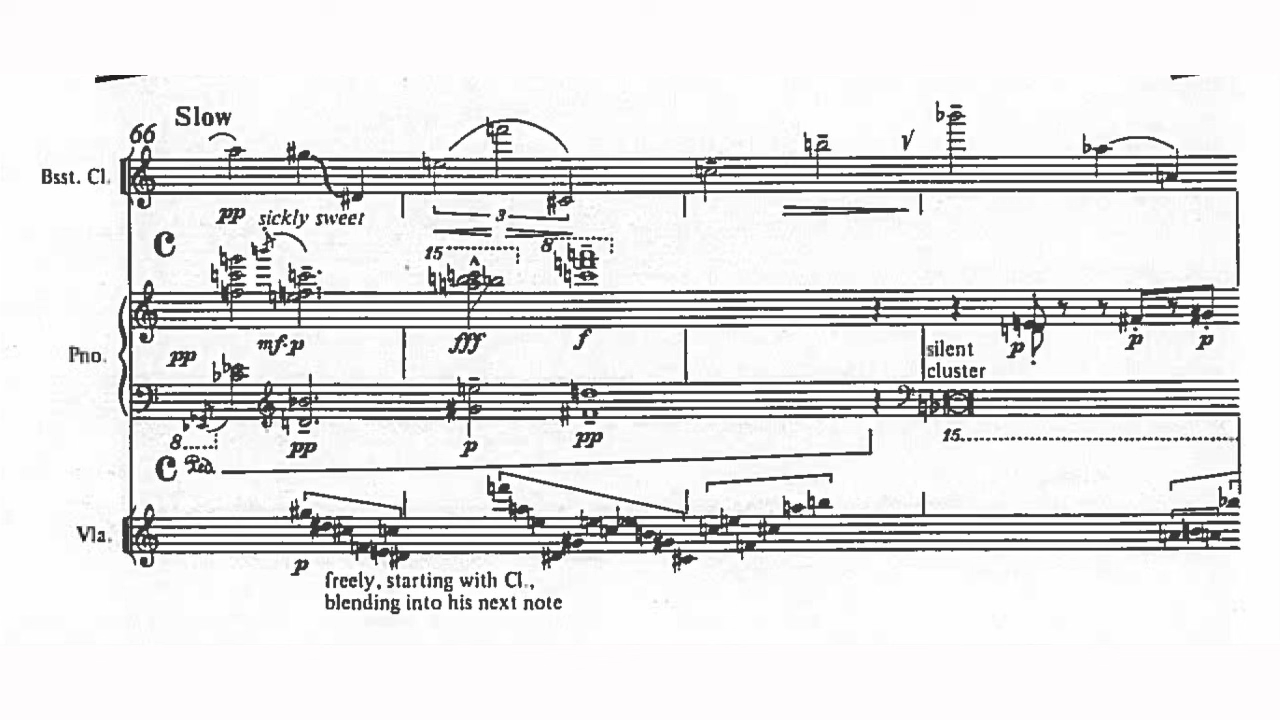 Slow
66
Bsst. Cl.
pp sickly sweet
3
C
15
8
mf-p
fff
f
Pno.
pp
silent
p
p
p
cluster
8
pp
p
pp
15
C Ped.
Vla.
p
freely, starting with Cl.,
blending into his next note